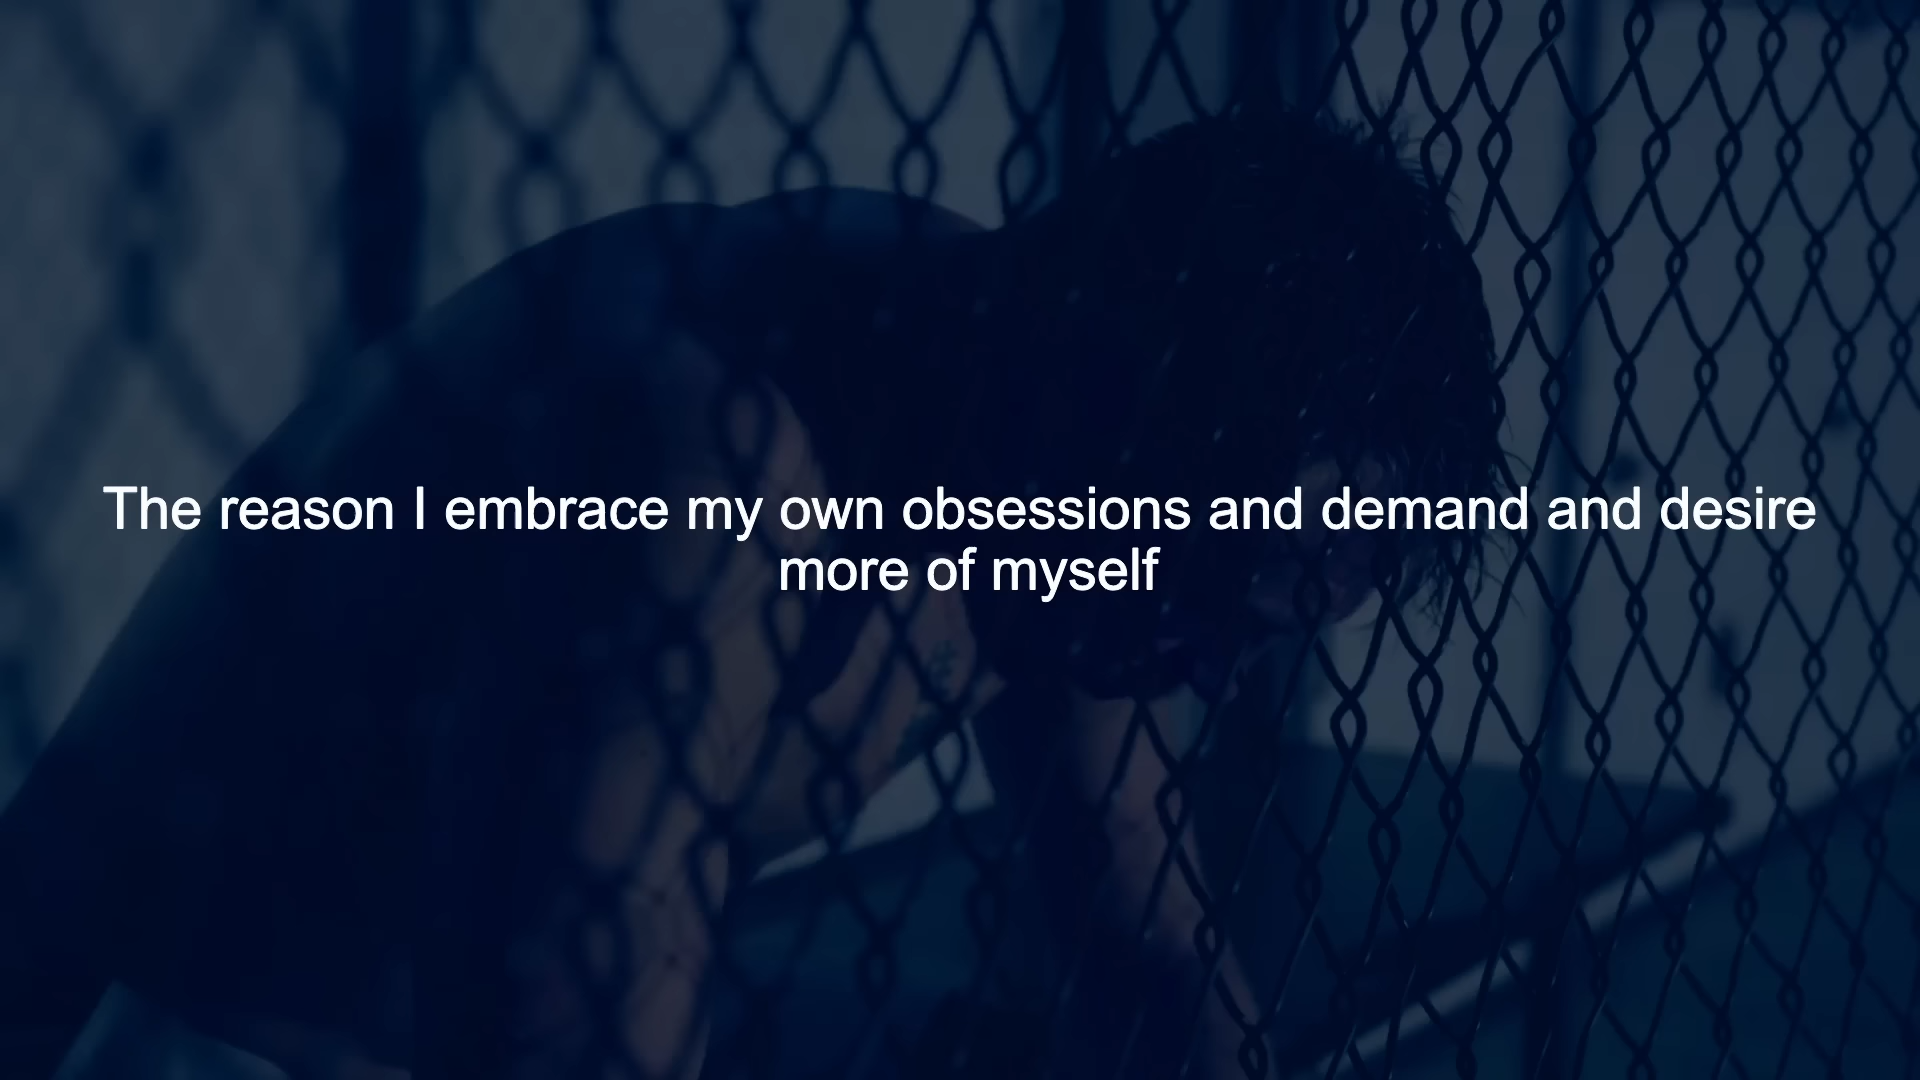 The reason I embrace my own obsessions and demand and desire
more of myself